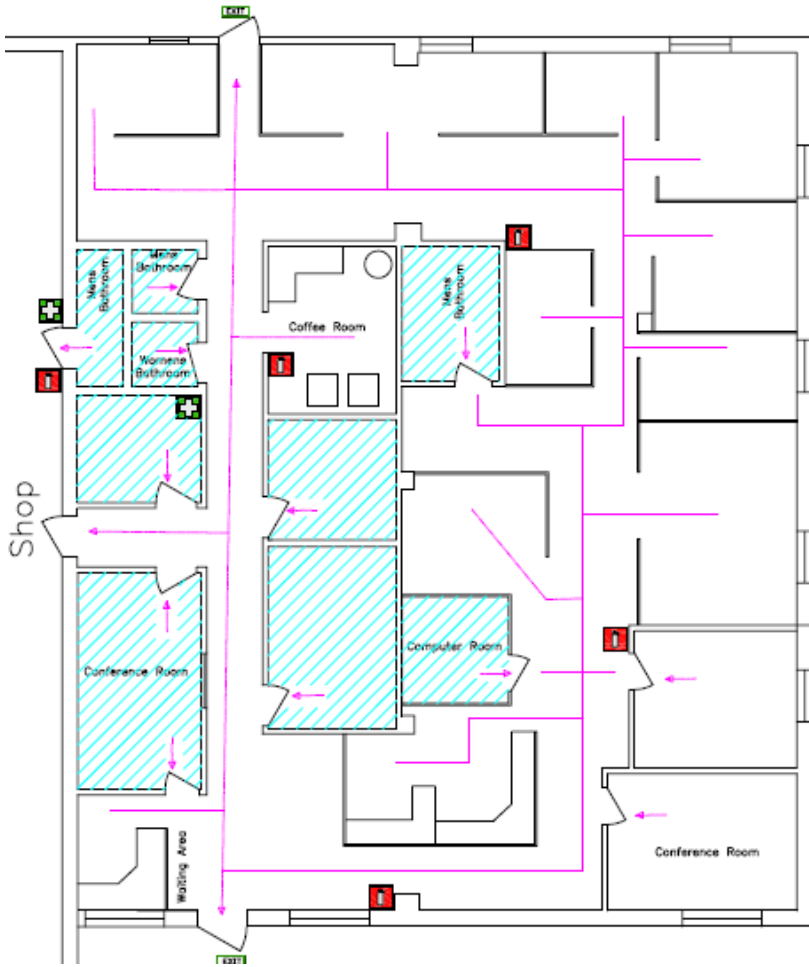 EXIT
Mens
Bathroom
Mens
Bathroom
Mens
Bathroom
Coffee Room
Womens
Bathroom
Shop
Computer Room
Conference Room
Waiting Area
Conference Room
EXIT